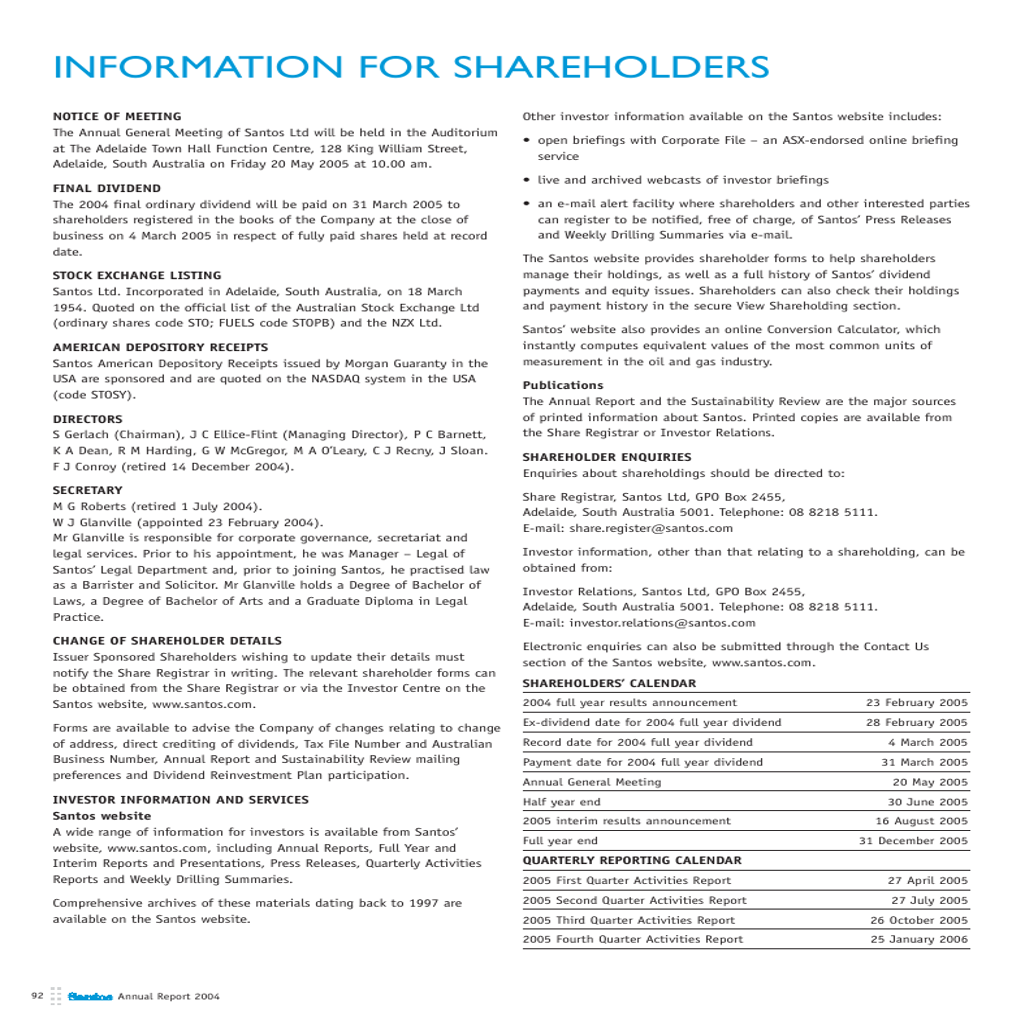 INFORMATION FOR SHAREHOLDERS
NOTICE OF MEETING
The Annual General Meeting of Santos Ltd will be held in the Auditorium
at The Adelaide Town Hall Function Centre, 128 King William Street,
Adelaide, South Australia on Friday 20 May 2005 at 10.00 am.
FINAL DIVIDEND
The 2004 final ordinary dividend will be paid on 31 March 2005 to
shareholders registered in the books of the Company at the close of
business on 4 March 2005 in respect of fully paid shares held at record
date.
STOCK EXCHANGE LISTING
Santos Ltd. Incorporated in Adelaide, South Australia, on 18 March
1954. Quoted on the official list of the Australian Stock Exchange Ltd
(ordinary shares code STO; FUELS code STOPB) and the NZX Ltd.
AMERICAN DEPOSITORY RECEIPTS
Santos American Depository Receipts issued by Morgan Guaranty in the
USA are sponsored and are quoted on the NASDAQ system in the USA
(code STOSY).
DIRECTORS
S Gerlach (Chairman), J C Ellice-Flint (Managing Director), P C Barnett,
K A Dean, R M Harding, G W McGregor, M A O'Leary, C J Recny, J Sloan.
F J Conroy (retired 14 December 2004).
SECRETARY
M G Roberts (retired 1 July 2004).
W J Glanville (appointed 23 February 2004).
Mr Glanville is responsible for corporate governance, secretariat and
legal services. Prior to his appointment, he was Manager – Legal of
Santos' Legal Department and, prior to joining Santos, he practised law
as a Barrister and Solicitor. Mr Glanville holds a Degree of Bachelor of
Laws, a Degree of Bachelor of Arts and a Graduate Diploma in Legal
Practice.
CHANGE OF SHAREHOLDER DETAILS
Issuer Sponsored Shareholders wishing to update their details must
notify the Share Registrar in writing. The relevant shareholder forms can
be obtained from the Share Registrar or via the Investor Centre on the
Santos website, www.santos.com.
Forms are available to advise the Company of changes relating to change
of address, direct crediting of dividends, Tax File Number and Australian
Business Number, Annual Report and Sustainability Review mailing
preferences and Dividend Reinvestment Plan participation.
INVESTOR INFORMATION AND SERVICES
Santos website
A wide range of information for investors is available from Santos'
website, www.santos.com, including Annual Reports, Full Year and
Interim Reports and Presentations, Press Releases, Quarterly Activities
Reports and Weekly Drilling Summaries.
Comprehensive archives of these materials dating back to 1997 are
available on the Santos website.
Other investor information available on the Santos website includes:
• open briefings with Corporate File – an ASX-endorsed online briefing
service
• live and archived webcasts of investor briefings
• an e-mail alert facility where shareholders and other interested parties
can register to be notified, free of charge, of Santos' Press Releases
and Weekly Drilling Summaries via e-mail.
The Santos website provides shareholder forms to help shareholders
manage their holdings, as well as a full history of Santos' dividend
payments and equity issues. Shareholders can also check their holdings
and payment history in the secure View Shareholding section.
Santos' website also provides an online Conversion Calculator, which
instantly computes equivalent values of the most common units of
measurement in the oil and gas industry.
Publications
The Annual Report and the Sustainability Review are the major sources
of printed information about Santos. Printed copies are available from
the Share Registrar or Investor Relations.
SHAREHOLDER ENQUIRIES
Enquiries about shareholdings should be directed to:
Share Registrar, Santos Ltd, GPO Box 2455,
Adelaide, South Australia 5001. Telephone: 08 8218 5111.
E-mail: share.register@santos.com
Investor information, other than that relating to a shareholding, can be
obtained from:
Investor Relations, Santos Ltd, GPO Box 2455,
Adelaide, South Australia 5001. Telephone: 08 8218 5111.
E-mail: investor.relations@santos.com
Electronic enquiries can also be submitted through the Contact Us
section of the Santos website, www.santos.com.
SHAREHOLDERS' CALENDAR
2004 full year results announcement 23 February 2005
Ex-dividend date for 2004 full year dividend 28 February 2005
Record date for 2004 full year dividend 4 March 2005
Payment date for 2004 full year dividend 31 March 2005
Annual General Meeting 20 May 2005
Half year end 30 June 2005
2005 interim results announcement 16 August 2005
Full year end 31 December 2005
QUARTERLY REPORTING CALENDAR
2005 First Quarter Activities Report 27 April 2005
2005 Second Quarter Activities Report 27 July 2005
2005 Third Quarter Activities Report 26 October 2005
2005 Fourth Quarter Activities Report 25 January 2006
92 Santos Annual Report 2004